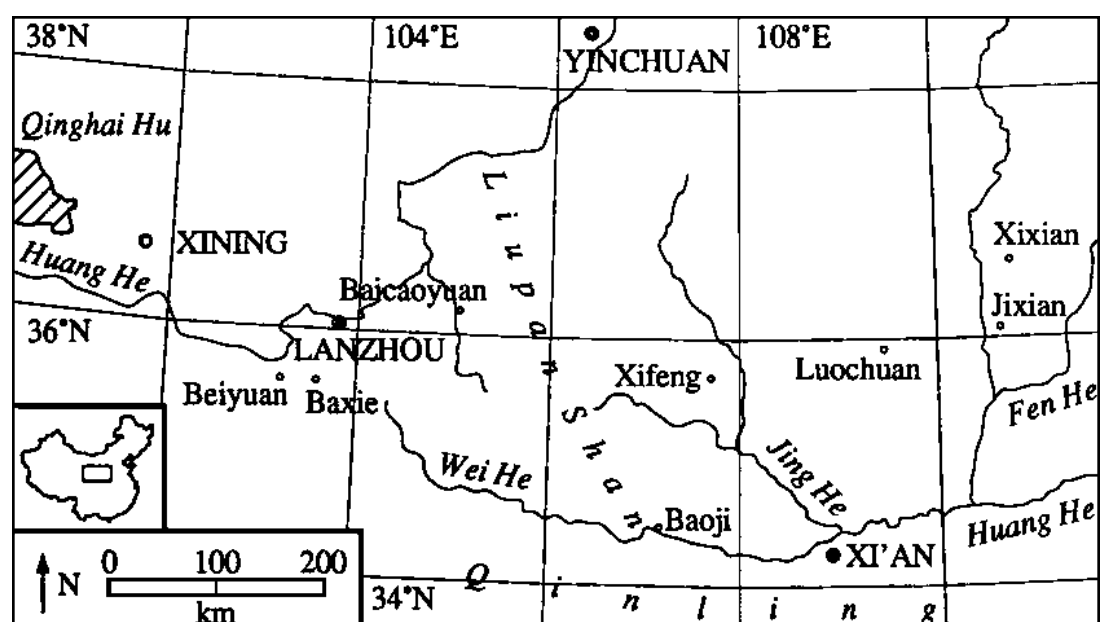 38°N
104°E
108°E
YINCHUAN
Qinghai Hu
Liupan
XINING
Xixian
Huang He
Baicaoyuan
Jixian
36°N
LANZHOU
Luochuan
Xifeng
Beiyuan
Baxie
Fen He
Shan
Wei He
Jing He
Baoji
Huang He
XI'AN
0 100 200
N
km
34°N
Qinling